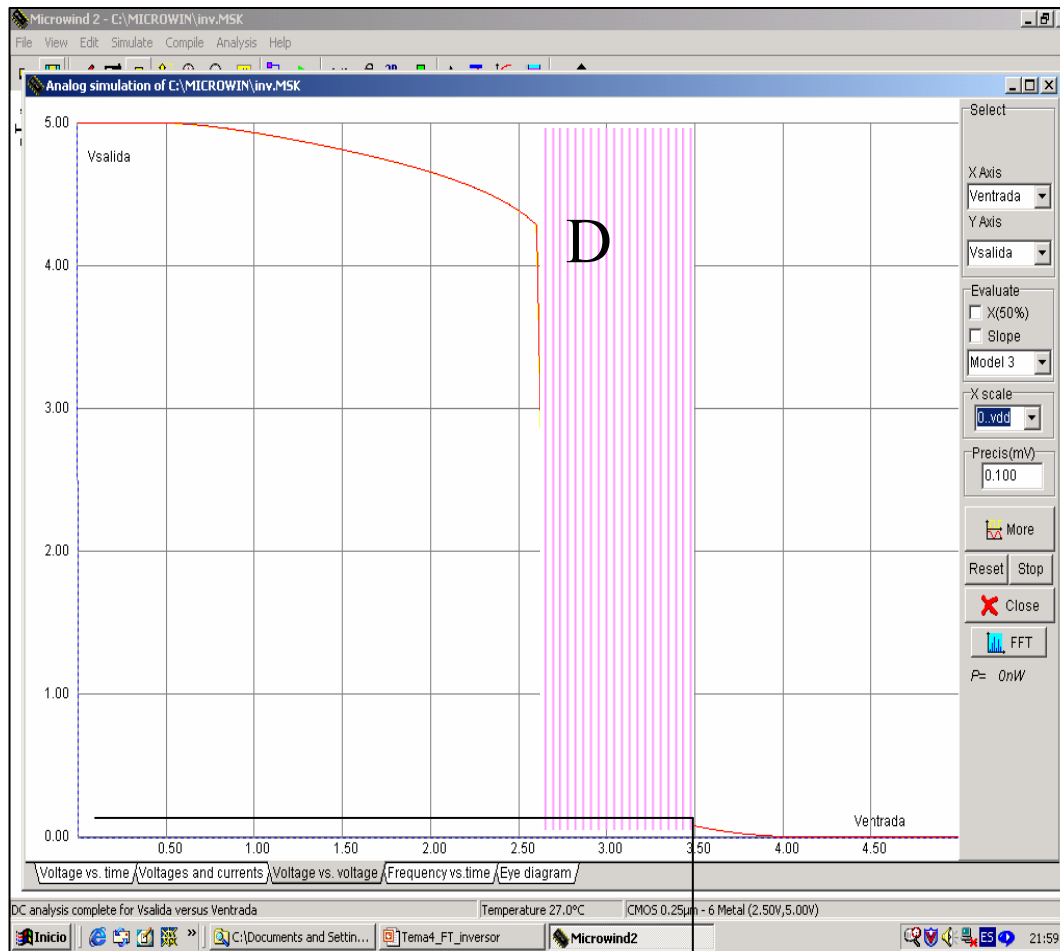 Microwind 2 - C:\MICROWIN\inv.MSK
File View Edit Simulate Compile Analysis Help
Analog simulation of C:\MICROWIN\inv.MSK
5.00
Vsalida
4.00
3.00
2.00
1.00
0.00
D
Ventrada
0.50 1.00 1.50 2.00 2.50 3.00 3.50 4.00 4.50
Select
X Axis
Ventrada
Y Axis
Vsalida
Evaluate
X(50%)
Slope
Model 3
X scale
0..vdd
Precis(mV)
0.100
More
Reset Stop
Close
FFT
P= 0nW
Voltage vs. time Voltages and currents Voltage vs. voltage Frequency vs.time Eye diagram
DC analysis complete for Vsalida versus Ventrada Temperature 27.0°C CMOS 0.25µm - 6 Metal (2.50V,5.00V)
Inicio » C:\Documents and Settin... Tema4_FT_inversor Microwind2 ES 21:59